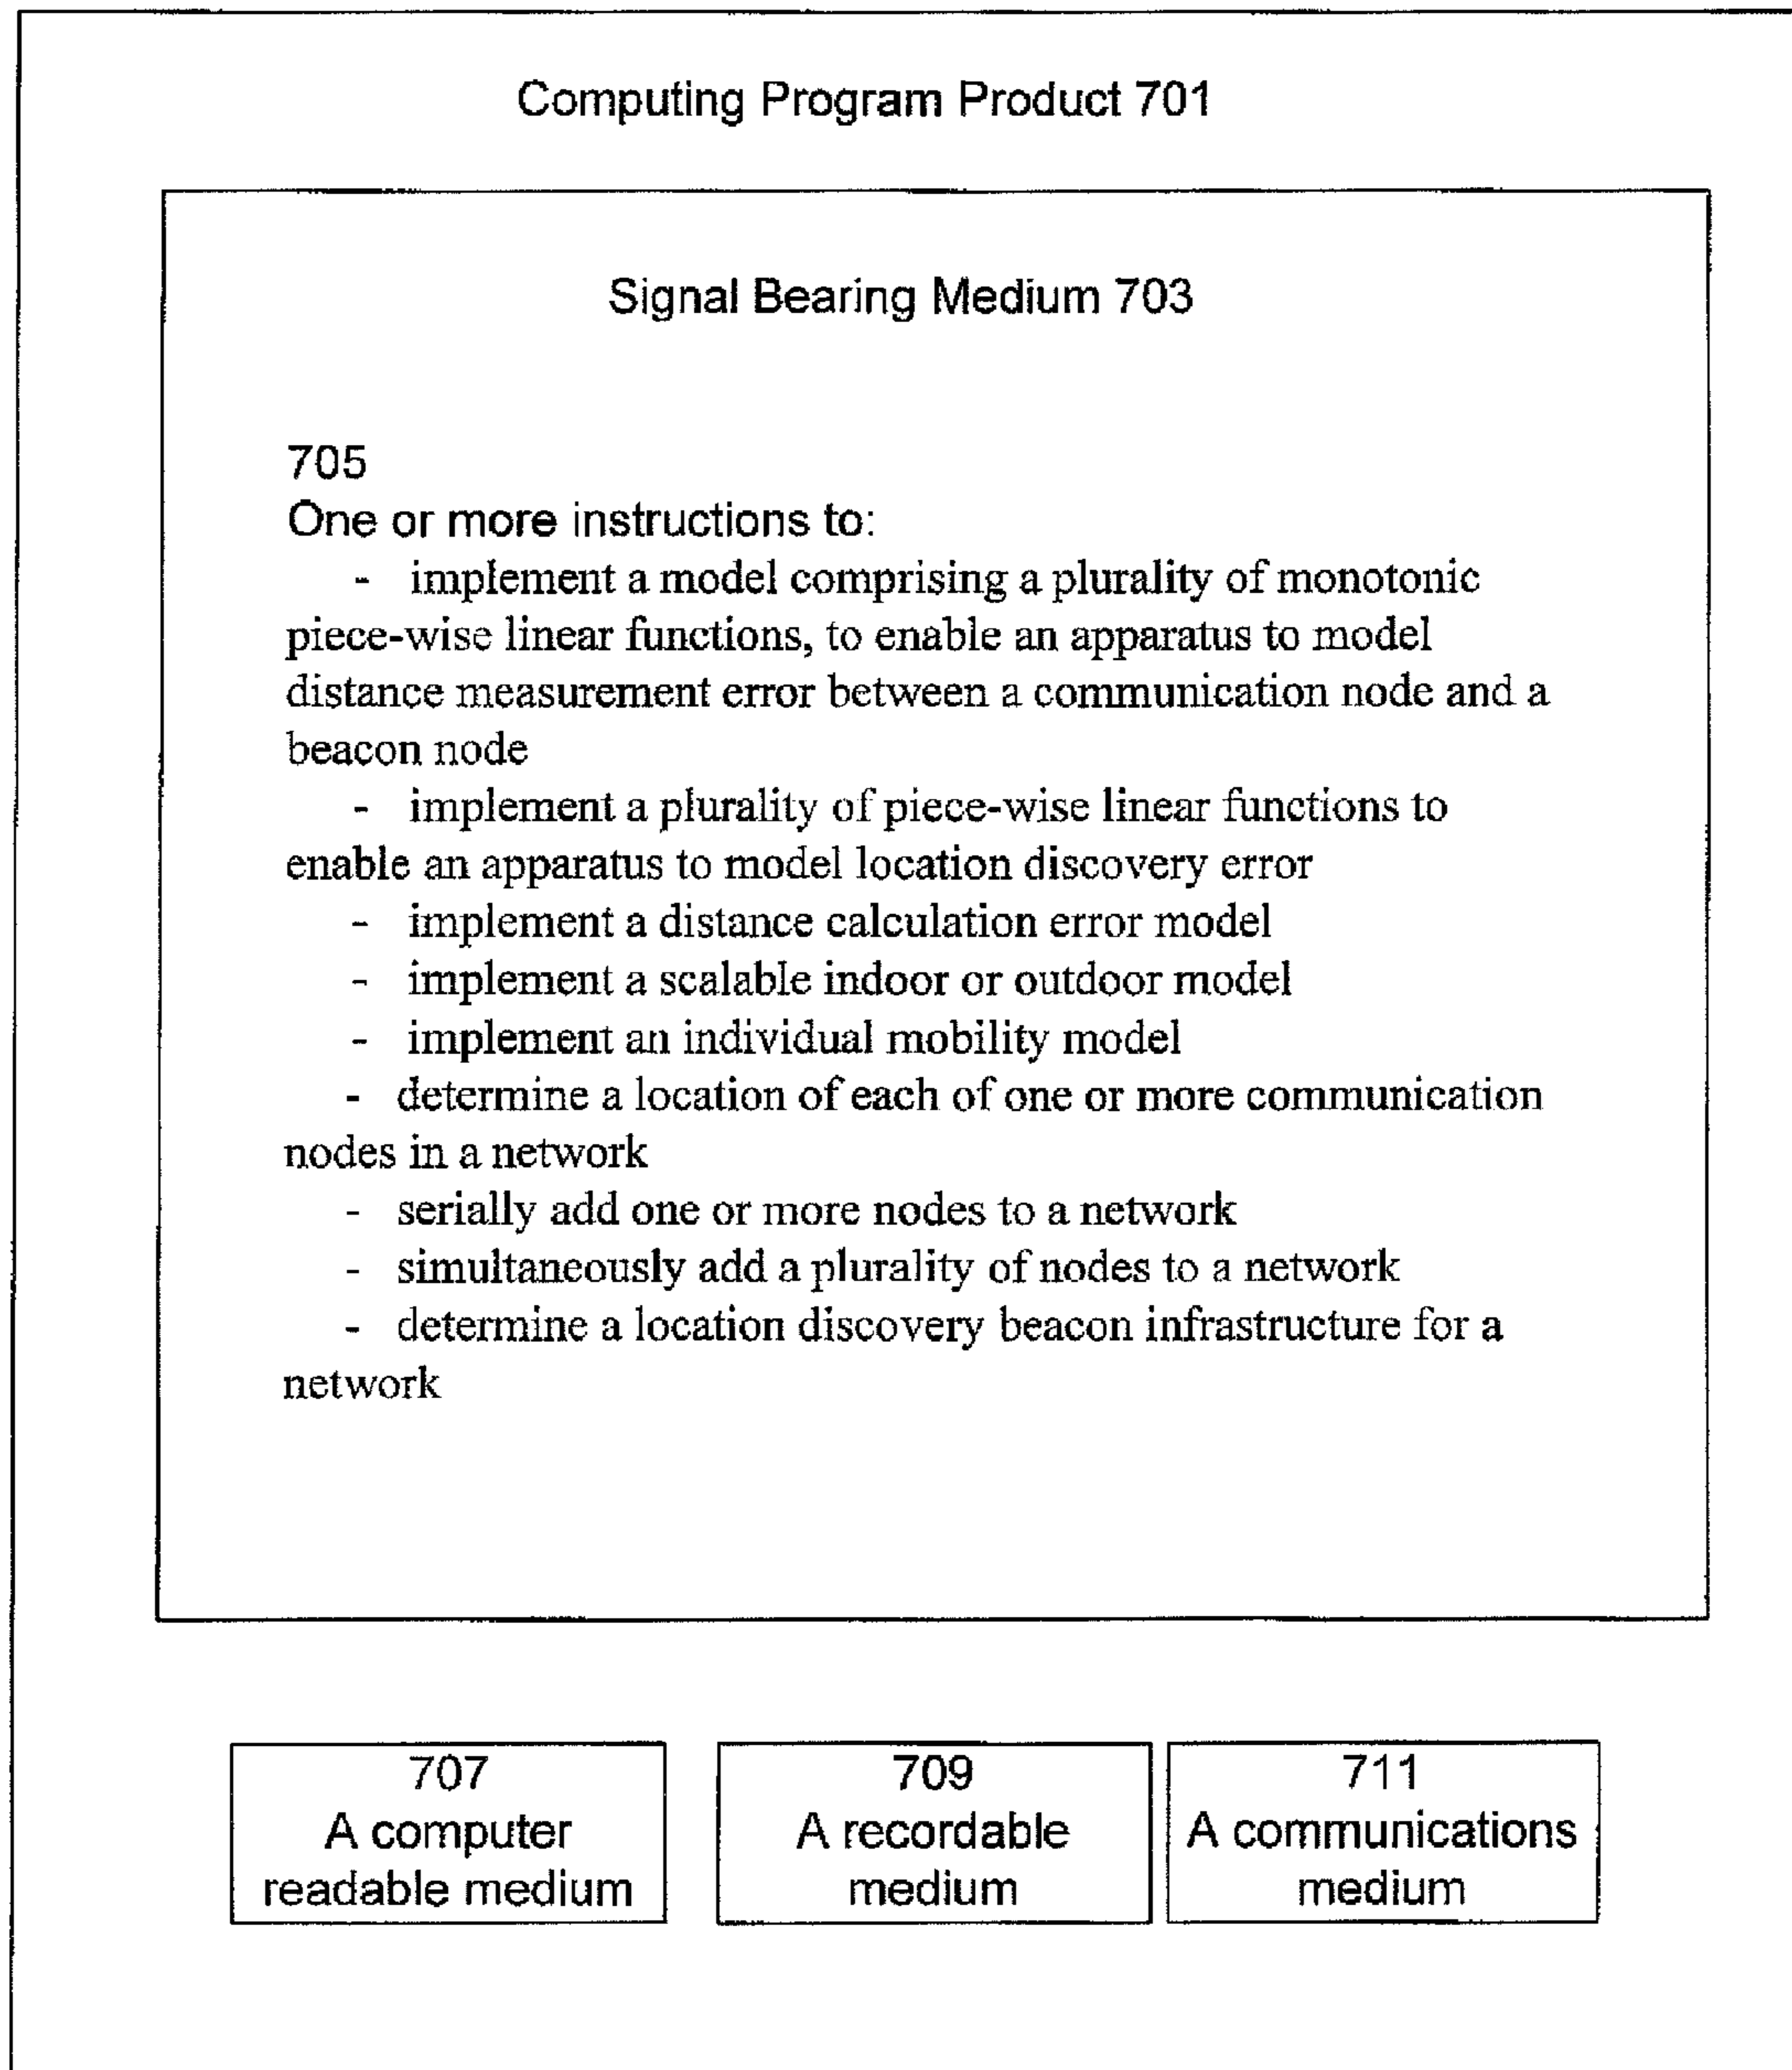 Computing Program Product 701
Signal Bearing Medium 703
705
One or more instructions to:
- implement a model comprising a plurality of monotonic
piece-wise linear functions, to enable an apparatus to model
distance measurement error between a communication node and a
beacon node
- implement a plurality of piece-wise linear functions to
enable an apparatus to model location discovery error
- implement a distance calculation error model
- implement a scalable indoor or outdoor model
- implement an individual mobility model
- determine a location of each of one or more communication
nodes in a network
- serially add one or more nodes to a network
- simultaneously add a plurality of nodes to a network
- determine a location discovery beacon infrastructure for a
network
707
A computer
readable medium
709
A recordable
medium
711
A communications
medium